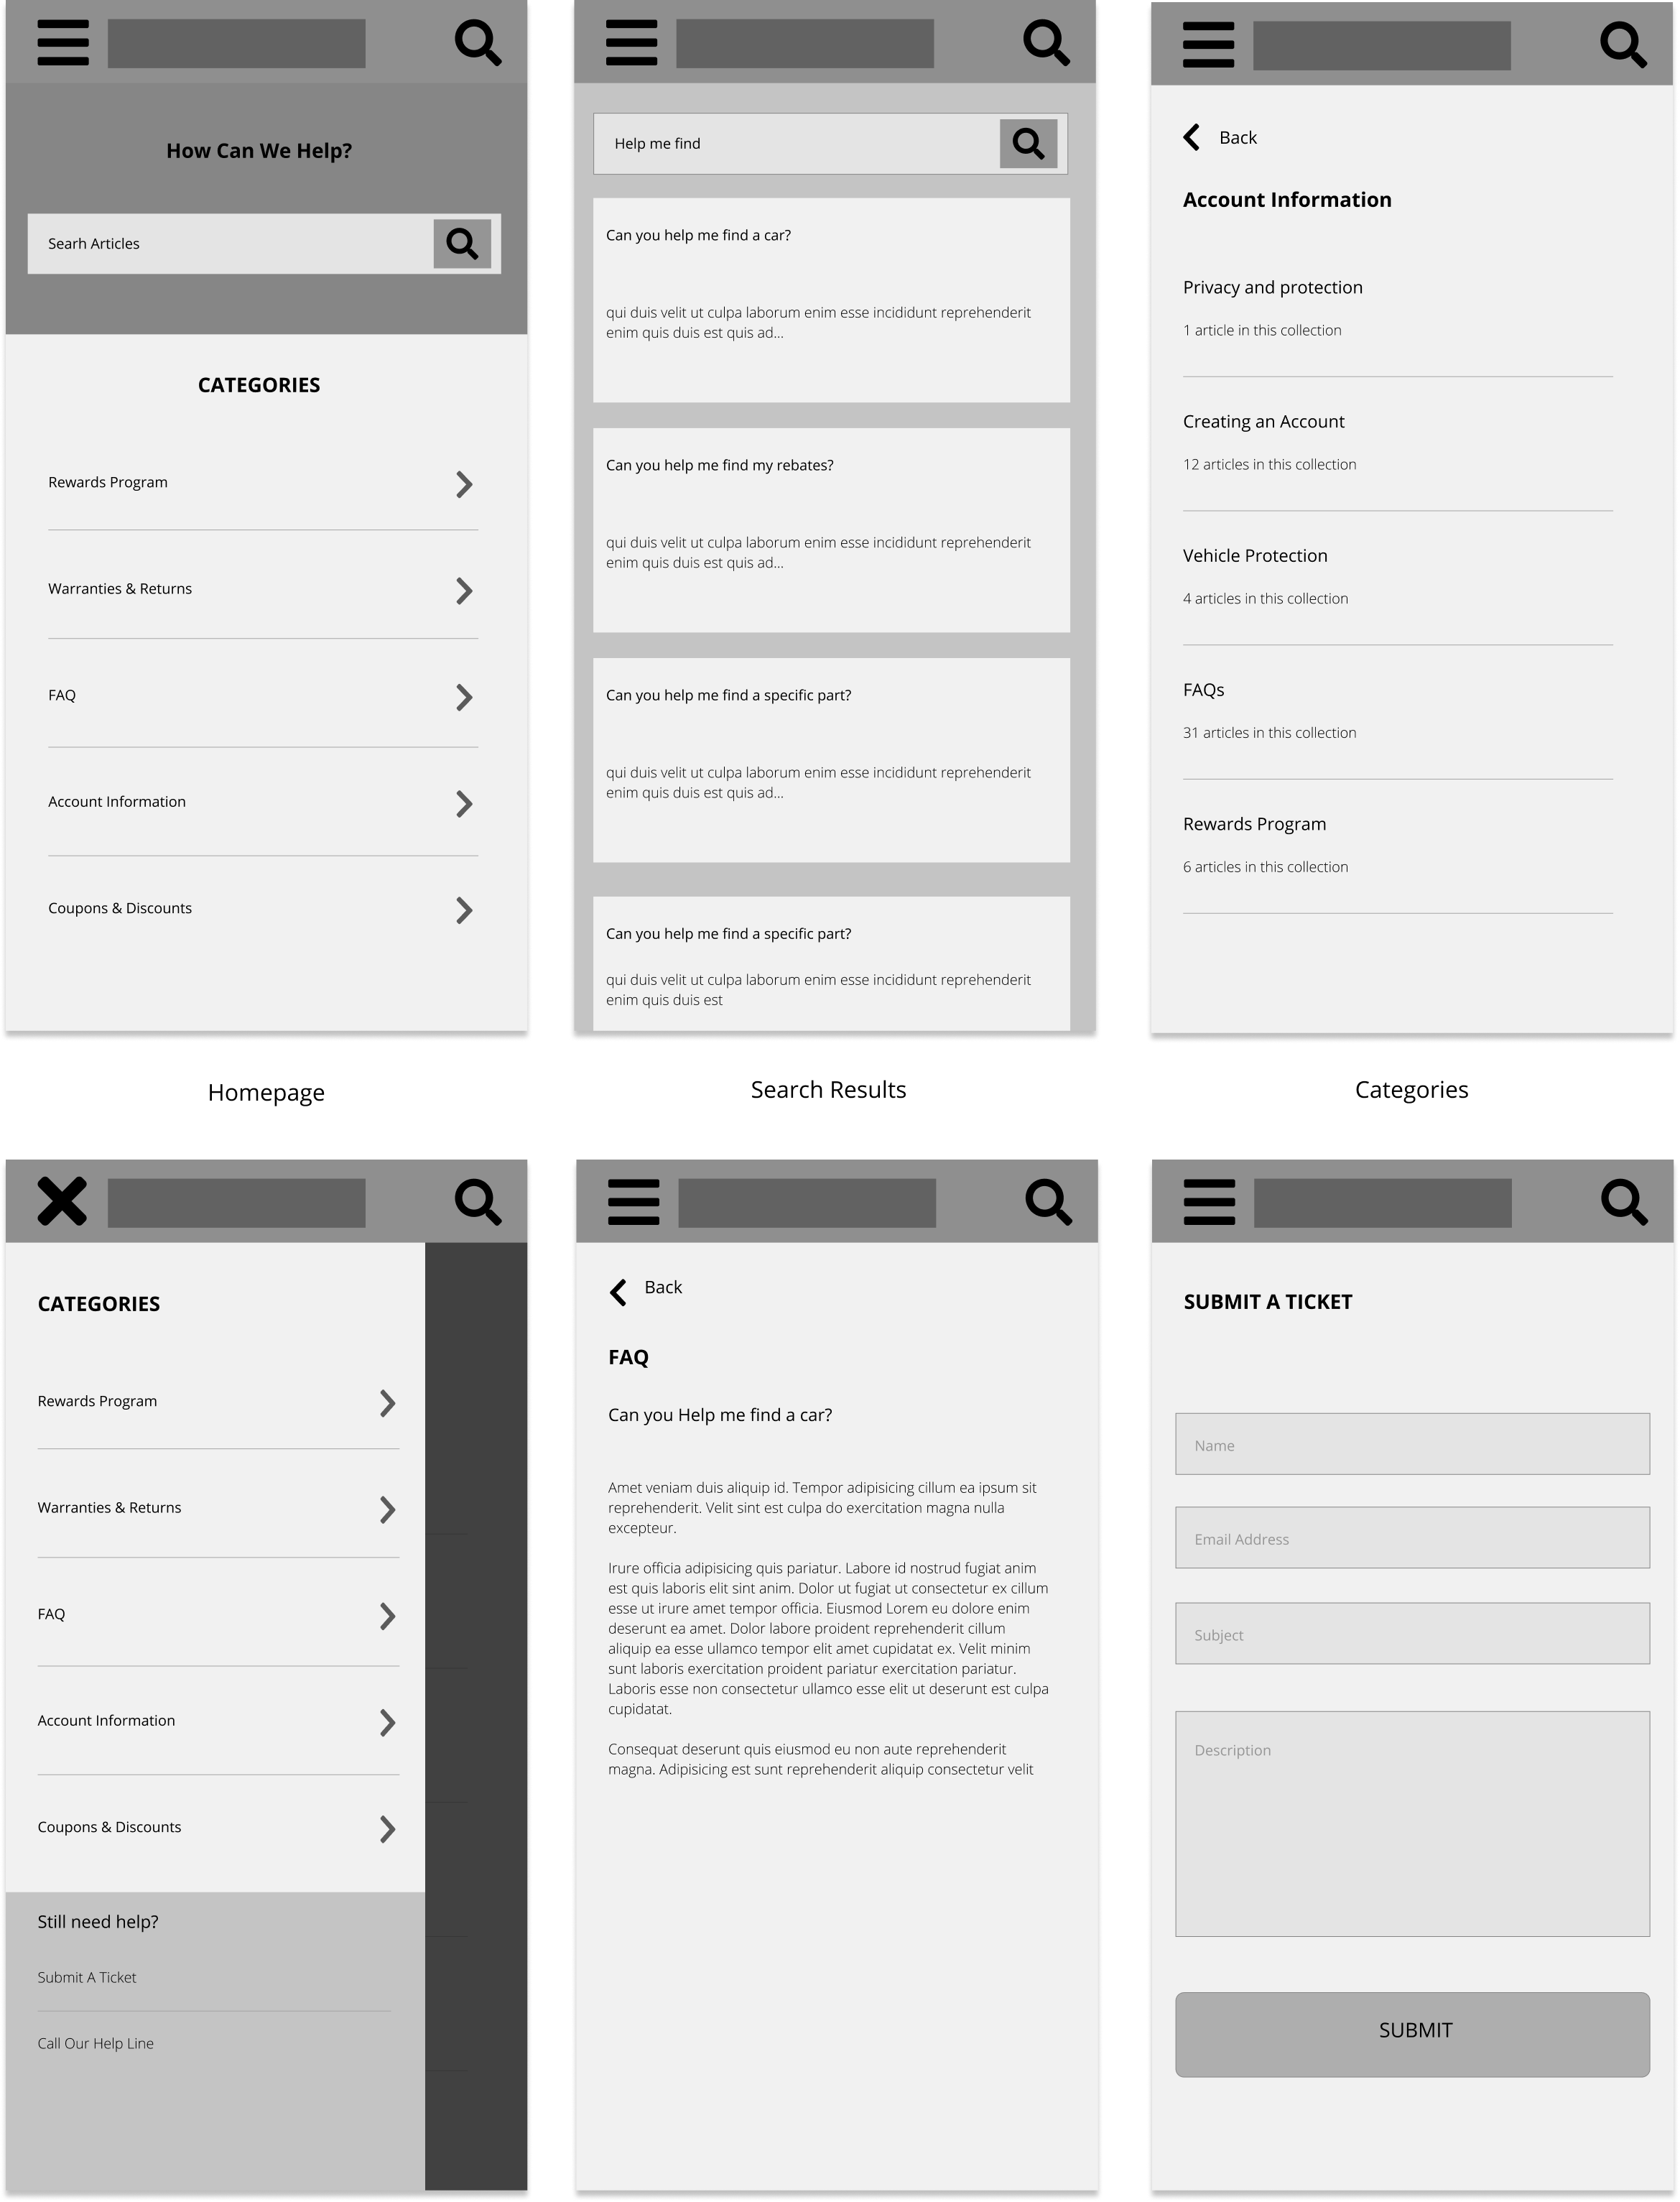 How Can We Help?
Searh Articles
CATEGORIES
Rewards Program
Warranties & Returns
FAQ
Account Information
Coupons & Discounts
Homepage
Help me find
Can you help me find a car?
qui duis velit ut culpa laborum enim esse incididunt reprehenderit
enim quis duis est quis ad...
Can you help me find my rebates?
qui duis velit ut culpa laborum enim esse incididunt reprehenderit
enim quis duis est quis ad...
Can you help me find a specific part?
qui duis velit ut culpa laborum enim esse incididunt reprehenderit
enim quis duis est quis ad...
Can you help me find a specific part?
qui duis velit ut culpa laborum enim esse incididunt reprehenderit
enim quis duis est
Search Results
Back
Account Information
Privacy and protection
1 article in this collection
Creating an Account
12 articles in this collection
Vehicle Protection
4 articles in this collection
FAQs
31 articles in this collection
Rewards Program
6 articles in this collection
Categories
CATEGORIES
Rewards Program
Warranties & Returns
FAQ
Account Information
Coupons & Discounts
Still need help?
Submit A Ticket
Call Our Help Line
Back
FAQ
Can you Help me find a car?
Amet veniam duis aliquip id. Tempor adipisicing cillum ea ipsum sit
reprehenderit. Velit sint est culpa do exercitation magna nulla
excepteur.
Irure officia adipisicing quis pariatur. Labore id nostrud fugiat anim
est quis laboris elit sint anim. Dolor ut fugiat ut consectetur ex cillum
esse ut irure amet tempor officia. Eiusmod Lorem eu dolore enim
deserunt ea amet. Dolor labore proident reprehenderit cillum
aliquip ea esse ullamco tempor elit amet cupidatat ex. Velit minim
sunt laboris exercitation proident pariatur exercitation pariatur.
Laboris esse non consectetur ullamco esse elit ut deserunt est culpa
cupidatat.
Consequat deserunt quis eiusmod eu non aute reprehenderit
magna. Adipisicing est sunt reprehenderit aliquip consectetur velit
SUBMIT A TICKET
Name
Email Address
Subject
Description
SUBMIT